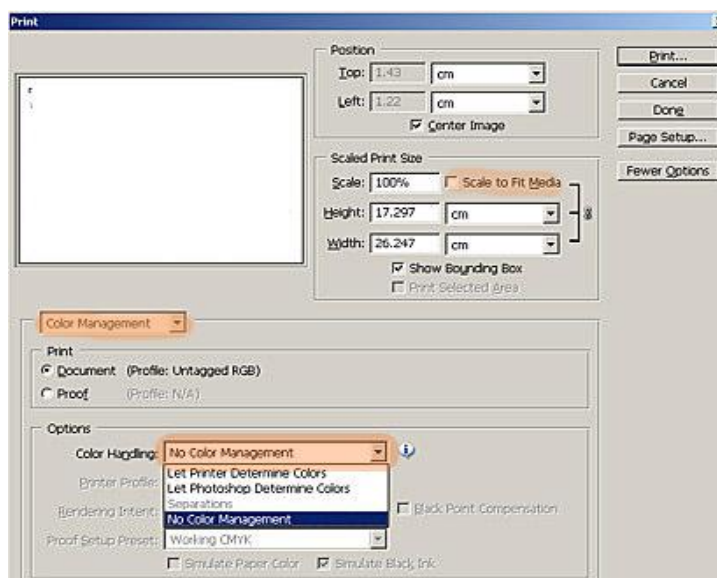 Print
Position
Top: 1.43 cm
Left: 1.22 cm
Center Image
Scaled Print Size
Scale: 100% Scale to Fit Media
Height: 17.297 cm
Width: 26.247 cm
Show Bounding Box
Print Selected Area
Print...
Cancel
Done
Page Setup...
Fewer Options
Color Management
Print
Document (Profile: Untagged RGB)
Proof (Profile: N/A)
Options
Color Handling: No Color Management
Let Printer Determine Colors
Let Photoshop Determine Colors
Separations
No Color Management
Printer Profile:
Rendering Intent: Black Point Compensation
Proof Setup Preset: Working CMYK
Simulate Paper Color Simulate Black Ink